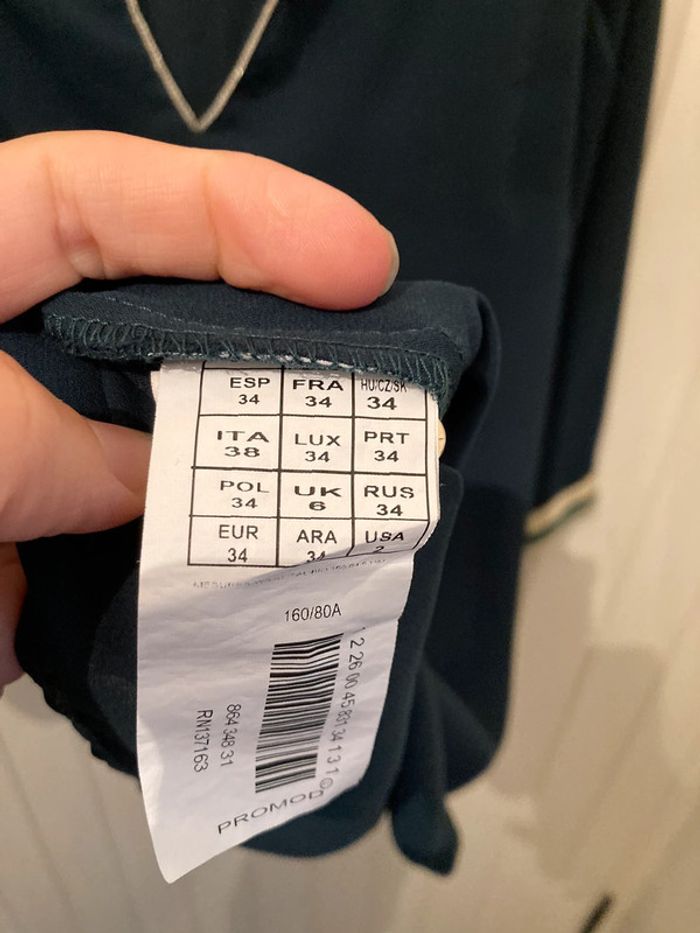 ESP FRA HU/CZ/SK
34 34 34
ITA LUX PRT
38 34 34
POL UK RUS
34 6 34
EUR ARA USA
34 34 2
160/80A
864 348 31
RN137163
PROMOD